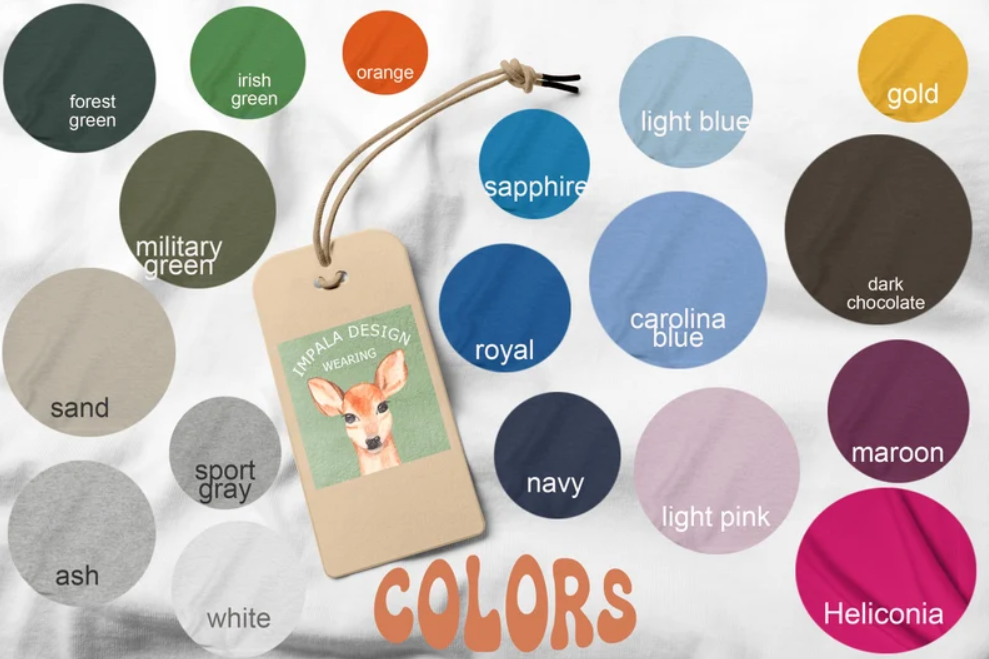 forest
green
irish
green
orange
light blue
gold
sapphire
military
green
dark
chocolate
carolina
blue
royal
IMPALA DESIGN
WEARING
sand
maroon
sport
gray
navy
light pink
ash
white
Heliconia
COLORS